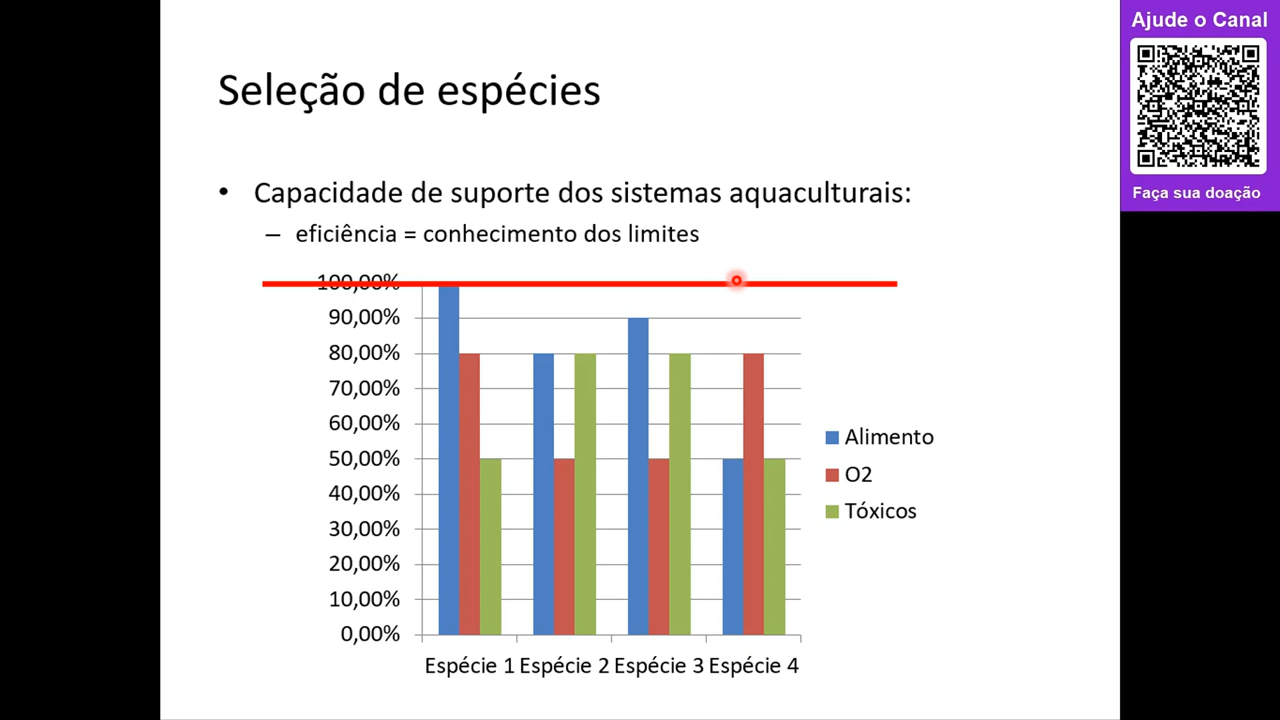 Ajude o Canal
Faça sua doação
Seleção de espécies
• Capacidade de suporte dos sistemas aquaculturais:
– eficiência = conhecimento dos limites
100,00%
90,00%
80,00%
70,00%
60,00%
50,00%
40,00%
30,00%
20,00%
10,00%
0,00%
Espécie 1 Espécie 2 Espécie 3 Espécie 4
Alimento
O2
Tóxicos